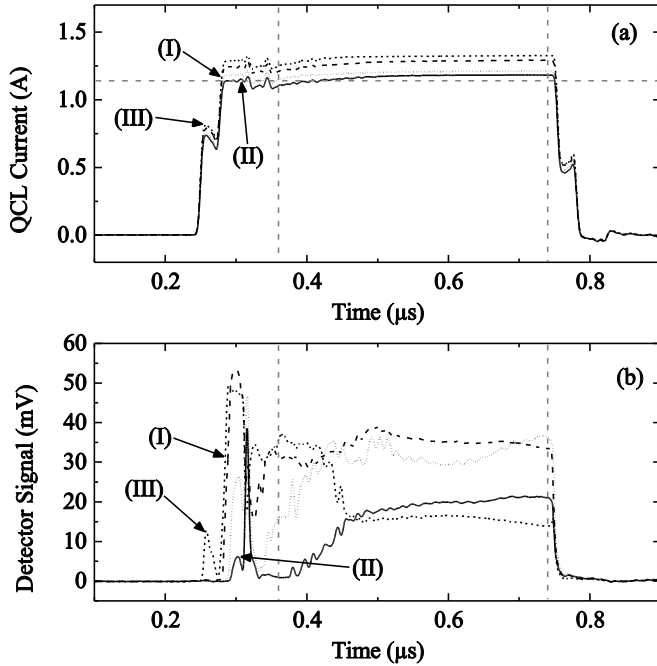 (a)
1.5
1.0
0.5
0.0
QCL Current (A)
(I)
(III)
(II)
0.2 0.4 0.6 0.8
Time (µs)
(b)
60
50
40
30
20
10
0
Detector Signal (mV)
(I)
(III)
(II)
0.2 0.4 0.6 0.8
Time (µs)